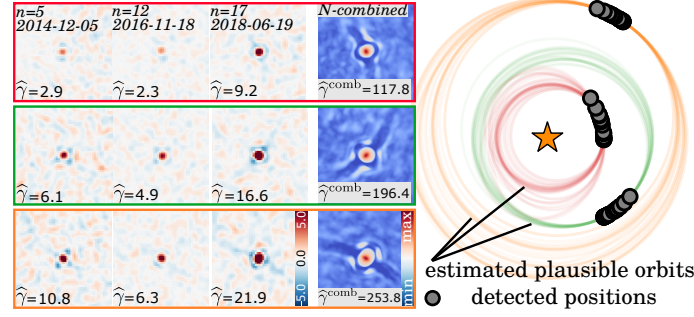 n=5 n=12 n=17 N-combined
2014-12-05 2016-11-18 2018-06-19
γ̂=2.9 γ̂=2.3 γ̂=9.2 γ̂comb=117.8
γ̂=6.1 γ̂=4.9 γ̂=16.6 γ̂comb=196.4
5.0 max
0.0
-5.0 min
γ̂=10.8 γ̂=6.3 γ̂=21.9 γ̂comb=253.8
estimated plausible orbits
detected positions